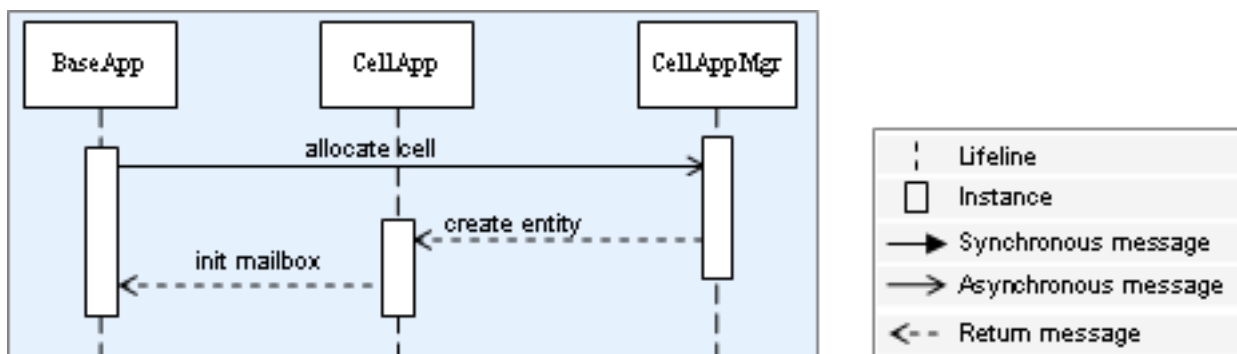 BaseApp
CellApp
CellAppMgr
allocate cell
create entity
init mailbox
Lifeline
Instance
Synchronous message
Asynchronous message
Return message